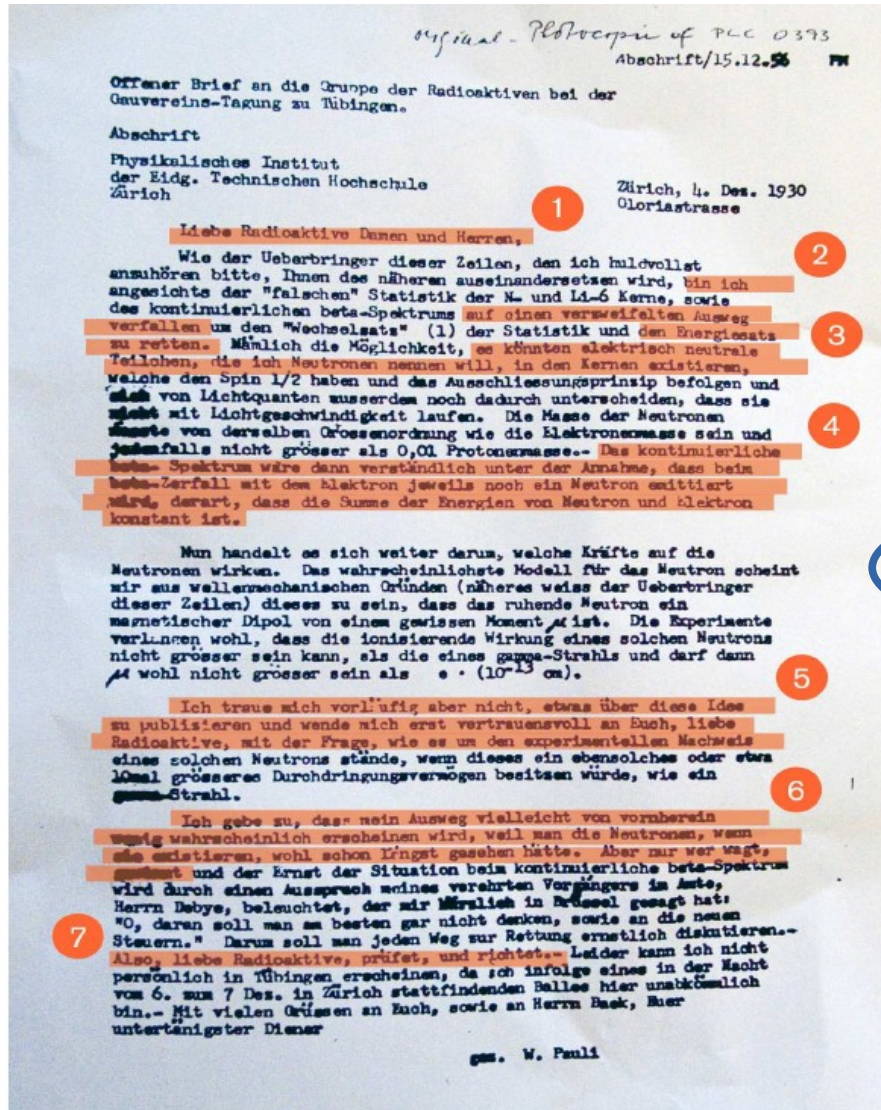 original - Photocopie of PLC 0393
Abschrift/15.12.56 PM
Offener Brief an die Gruppe der Radioaktiven bei der
Gauvereins-Tagung zu Tübingen.
Abschrift
Physikalisches Institut
der Eidg. Technischen Hochschule
Zürich
Zürich, 4. Des. 1930
Gloriastrasse
1
Liebe Radioaktive Damen und Herren,
2
Wie der Ueberbringer dieser Zeilen, den ich huldvollst
anzuhören bitte, Ihnen des näheren auseinandersetzen wird, bin ich
angesichts der "falschen" Statistik der N- und Li-6 Kerne, sowie
des kontinuierlichen beta-Spektrums auf einen verzweifelten Ausweg
verfallen um den "Wechselsatz" (1) der Statistik und den Energiesatz
3
zu retten. Nämlich die Möglichkeit, es könnten elektrisch neutrale
Teilchen, die ich Neutronen nennen will, in den Kernen existieren,
welche den Spin 1/2 haben und das Ausschliessungsprinzip befolgen und
sich von Lichtquanten ausserdem noch dadurch unterscheiden, dass sie
nicht mit Lichtgeschwindigkeit laufen. Die Masse der Neutronen
4
von derselben Grossenordnung wie die Elektronenmasse sein und
jedenfalls nicht grösser als 0,01 Protonenmasse.- Das kontinuierliche
beta- Spektrum wäre dann verständlich unter der Annahme, dass beim
beta-Zerfall mit dem Elektron jeweils noch ein Neutron emittiert
wird, derart, dass die Summe der Energien von Neutron und Elektron
konstant ist.
Nun handelt es sich weiter darum, welche Kräfte auf die
Neutronen wirken. Das wahrscheinlichste Modell für das Neutron scheint
mir aus wellenmechanischen Gründen (näheres weiss der Ueberbringer
dieser Zeilen) dieses zu sein, dass das ruhende Neutron ein
magnetischer Dipol von einem gewissen Moment μ ist. Die Experimente
verlangen wohl, dass die ionisierende Wirkung eines solchen Neutrons
nicht grösser sein kann, als die eines gamma-Strahls und darf dann
μ wohl nicht grösser sein als e · (10⁻¹³ cm).
5
Ich traue mich vorläufig aber nicht, etwas über diese Idee
zu publizieren und wende mich erst vertrauensvoll an Euch, liebe
Radioaktive, mit der Frage, wie es um den experimentellen Nachweis
eines solchen Neutrons stände, wenn dieses ein ebensolches oder etwa
10mal grösseres Durchdringungsvermögen besitzen würde, wie ein
gamma-Strahl.
6
Ich gebe zu, dass mein Ausweg vielleicht von vornherein
wenig wahrscheinlich erscheinen wird, weil man die Neutronen, wenn
sie existieren, wohl schon längst gesehen hätte. Aber nur wer wagt,
gewinnt und der Ernst der Situation beim kontinuierliche beta-Spektrum
wird durch einen Ausspruch meines verehrten Vorgängers im Amte,
Herrn Debye, beleuchtet, der mir kürzlich in Brüssel gesagt hat:
"O, daran soll man am besten gar nicht denken, sowie an die neuen
7
Steuern." Darum soll man jeden Weg zur Rettung ernstlich diskutieren.-
Also, liebe Radioaktive, prüfet, und richtet.- Leider kann ich nicht
persönlich in Tübingen erscheinen, da ich infolge eines in der Nacht
vom 6. zum 7 Des. in Zürich stattfindenden Balles hier unabkömmlich
bin.- Mit vielen Grüssen an Euch, sowie an Herrn Back, Euer
untertänigster Diener
ges. W. Pauli